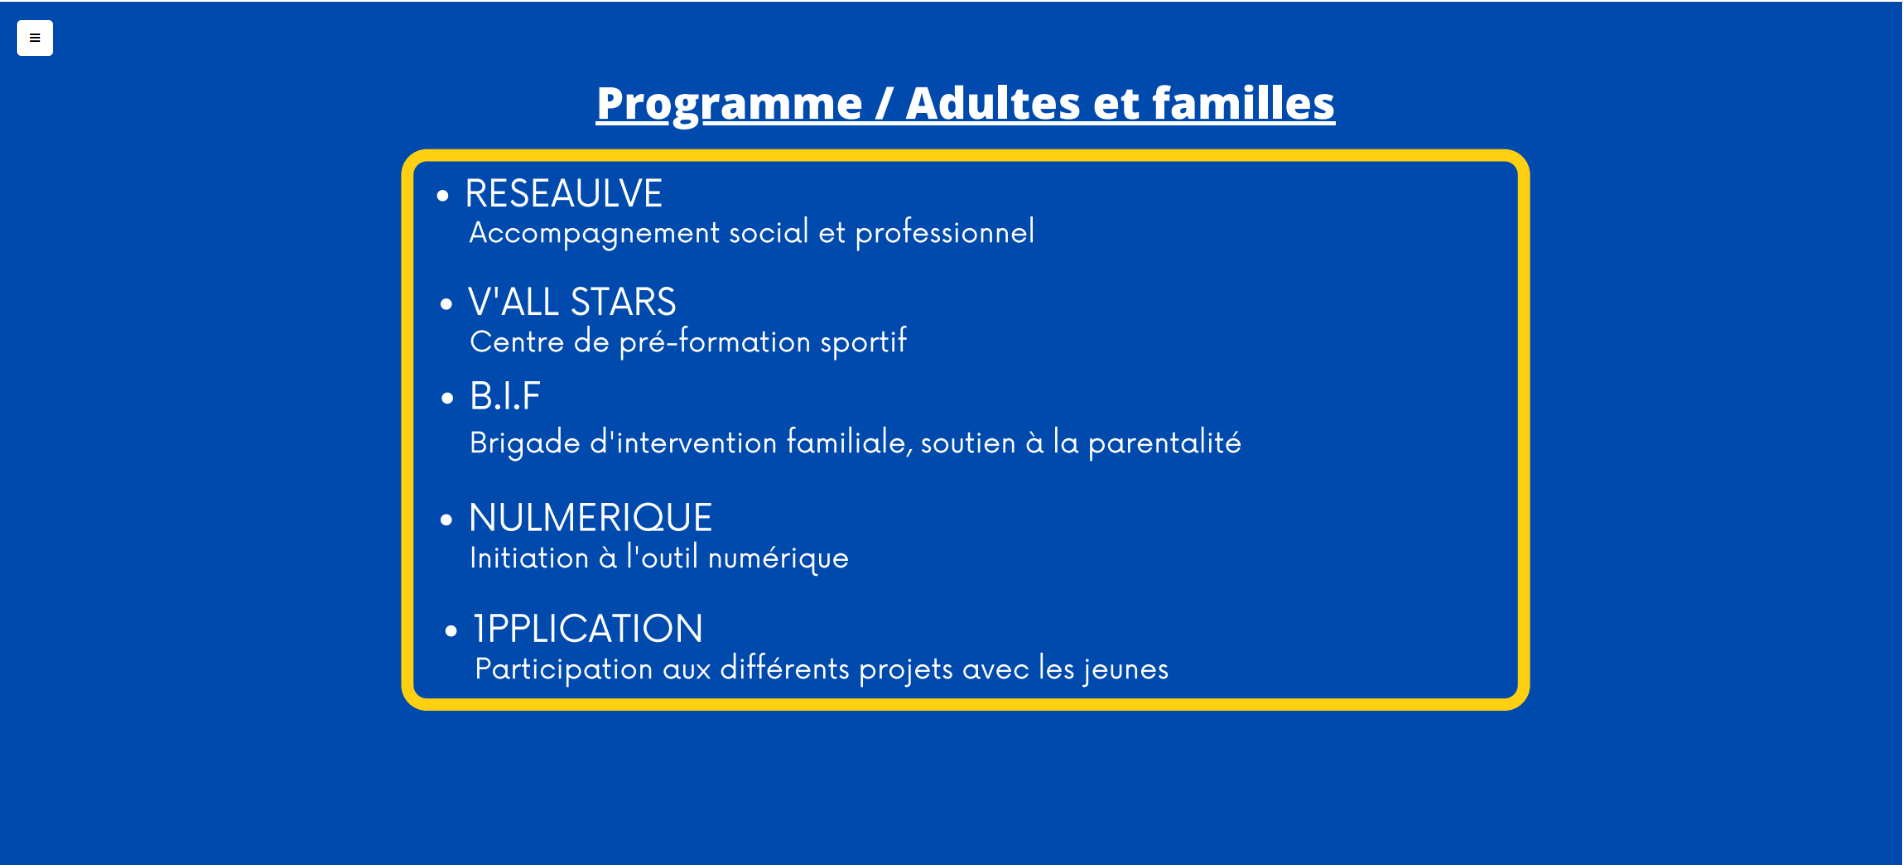 Programme / Adultes et familles
• RESEAULVE
Accompagnement social et professionnel
• V'ALL STARS
Centre de pré-formation sportif
• B.I.F
Brigade d'intervention familiale, soutien à la parentalité
• NULMERIQUE
Initiation à l'outil numérique
• 1PPLICATION
Participation aux différents projets avec les jeunes